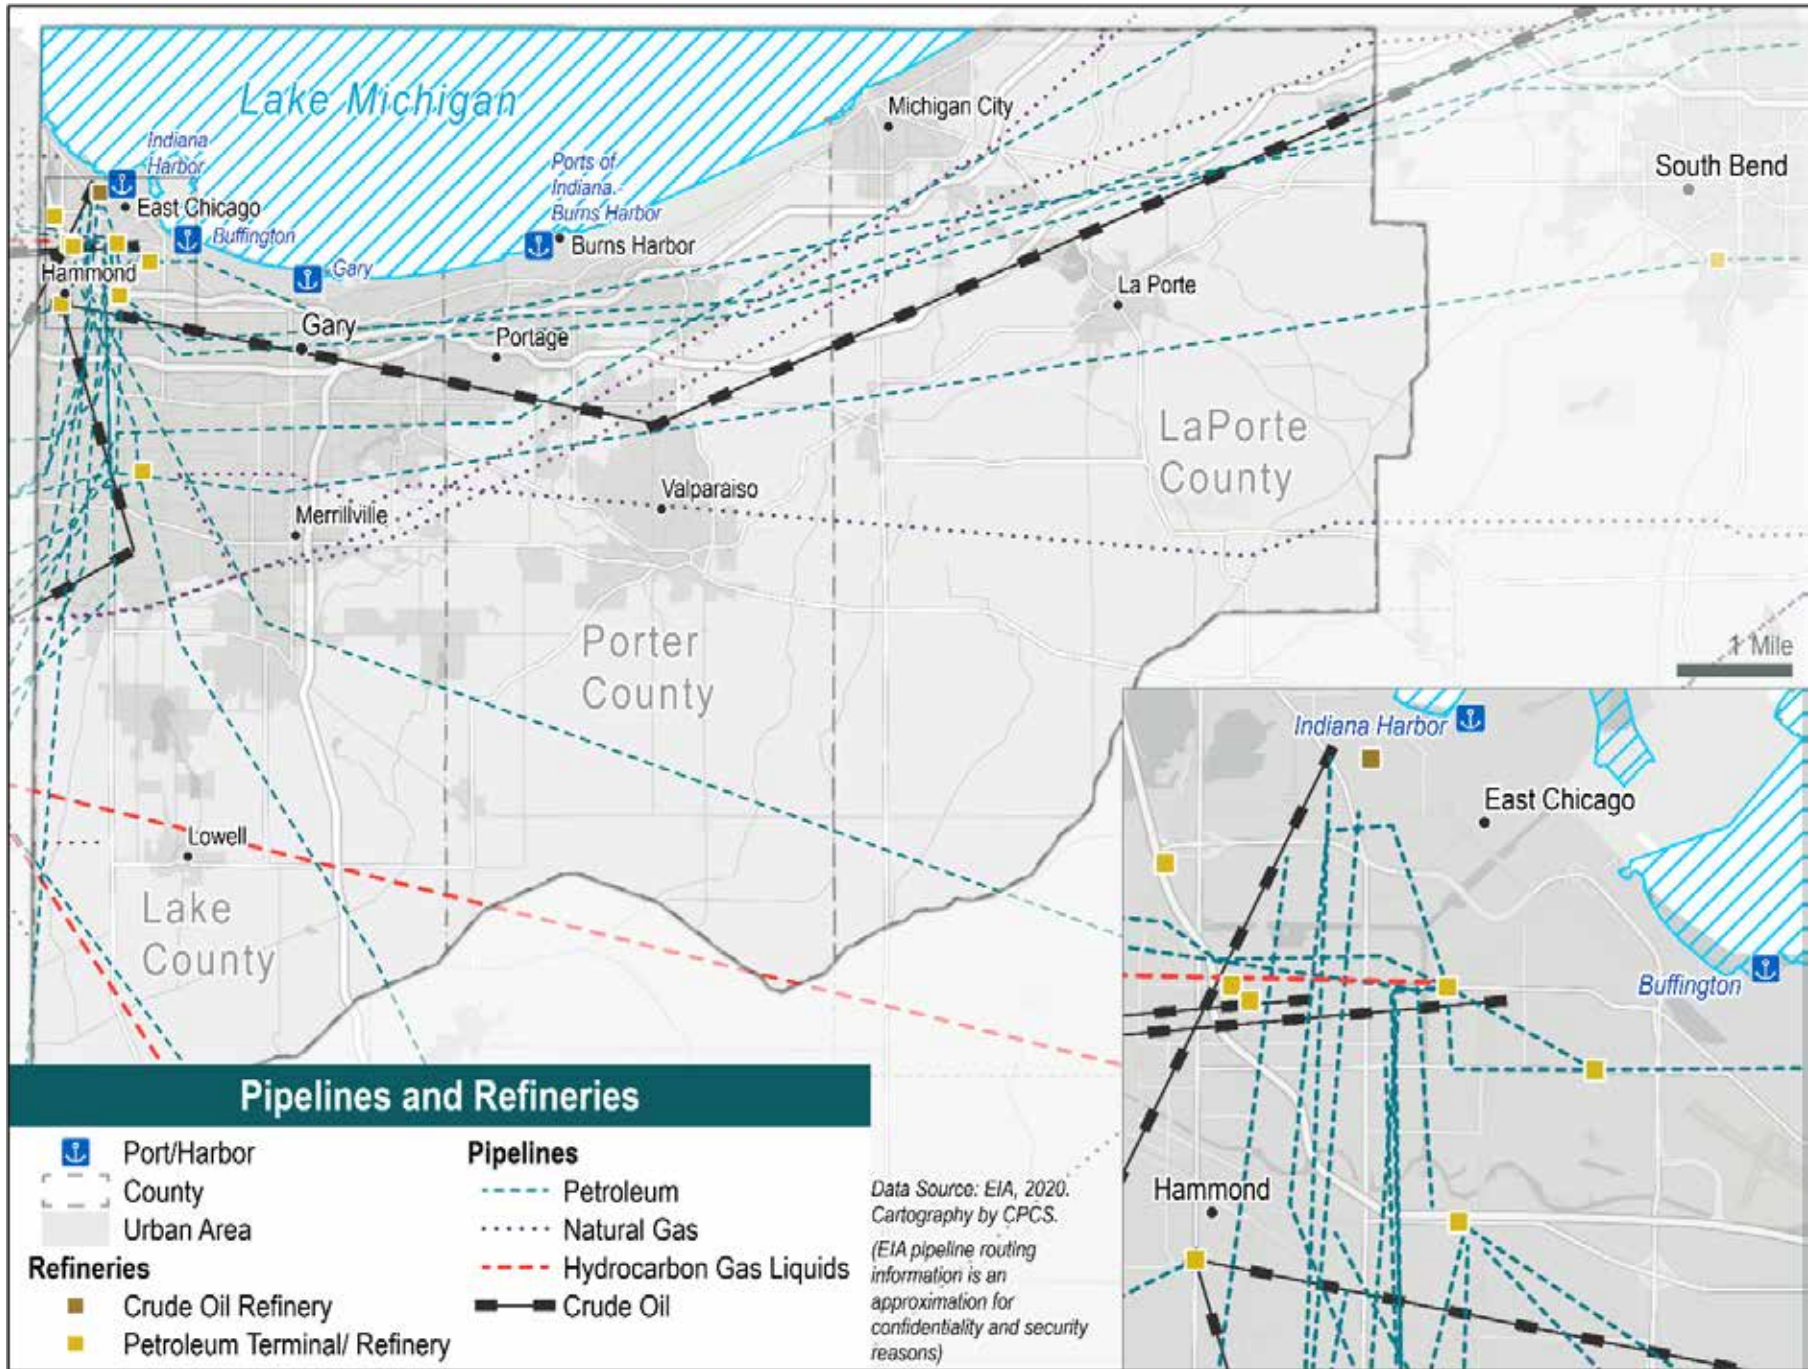 Lake Michigan
Michigan City
Indiana
Harbor
Ports of
Indiana-
Burns Harbor
South Bend
East Chicago
Buffington
Burns Harbor
Hammond
Gary
La Porte
Gary
Portage
LaPorte
County
Valparaiso
Merrillville
Porter
County
1 Mile
Indiana Harbor
East Chicago
Lowell
Lake
County
Buffington
Hammond
Pipelines and Refineries
Port/Harbor
County
Urban Area
Refineries
Crude Oil Refinery
Petroleum Terminal/ Refinery
Pipelines
Petroleum
Natural Gas
Hydrocarbon Gas Liquids
Crude Oil
Data Source: EIA, 2020.
Cartography by CPCS.
(EIA pipeline routing
information is an
approximation for
confidentiality and security
reasons)